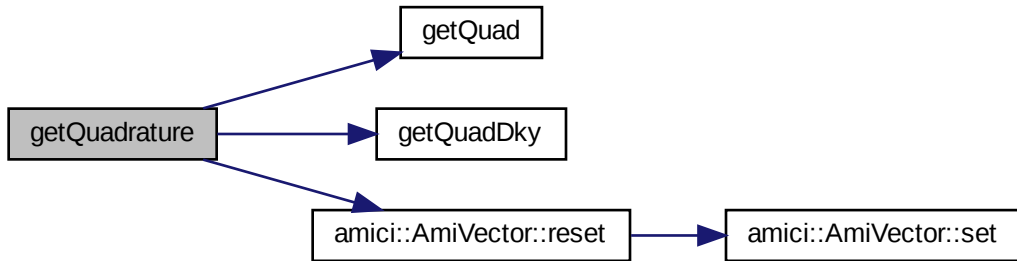 getQuad
getQuadrature
getQuadDky
amici::AmiVector::reset
amici::AmiVector::set